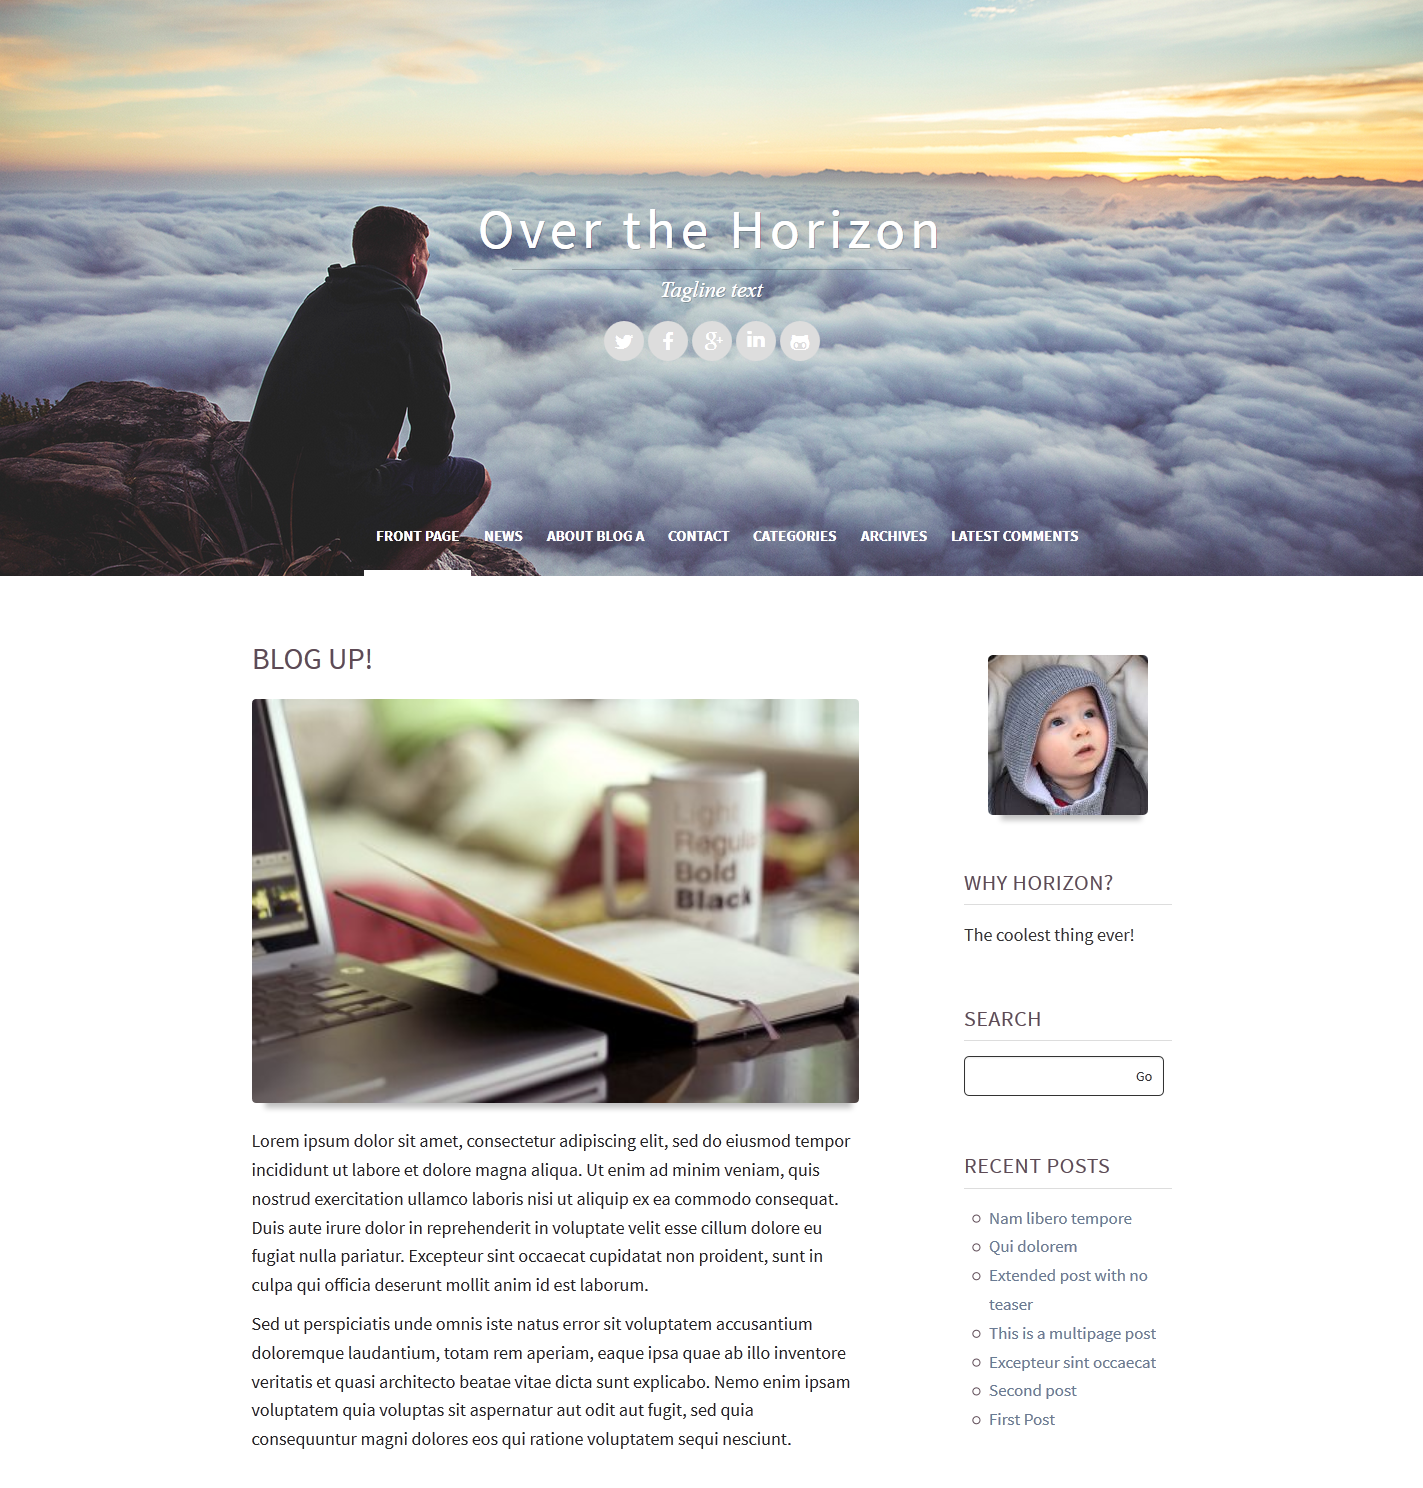 Over the Horizon
Tagline text
FRONT PAGE NEWS ABOUT BLOG A CONTACT CATEGORIES ARCHIVES LATEST COMMENTS
BLOG UP!
Light
Regula
Bold
Black
Lorem ipsum dolor sit amet, consectetur adipiscing elit, sed do eiusmod tempor
incididunt ut labore et dolore magna aliqua. Ut enim ad minim veniam, quis
nostrud exercitation ullamco laboris nisi ut aliquip ex ea commodo consequat.
Duis aute irure dolor in reprehenderit in voluptate velit esse cillum dolore eu
fugiat nulla pariatur. Excepteur sint occaecat cupidatat non proident, sunt in
culpa qui officia deserunt mollit anim id est laborum.
Sed ut perspiciatis unde omnis iste natus error sit voluptatem accusantium
doloremque laudantium, totam rem aperiam, eaque ipsa quae ab illo inventore
veritatis et quasi architecto beatae vitae dicta sunt explicabo. Nemo enim ipsam
voluptatem quia voluptas sit aspernatur aut odit aut fugit, sed quia
consequuntur magni dolores eos qui ratione voluptatem sequi nesciunt.
WHY HORIZON?
The coolest thing ever!
SEARCH
Go
RECENT POSTS
Nam libero tempore
Qui dolorem
Extended post with no
teaser
This is a multipage post
Excepteur sint occaecat
Second post
First Post